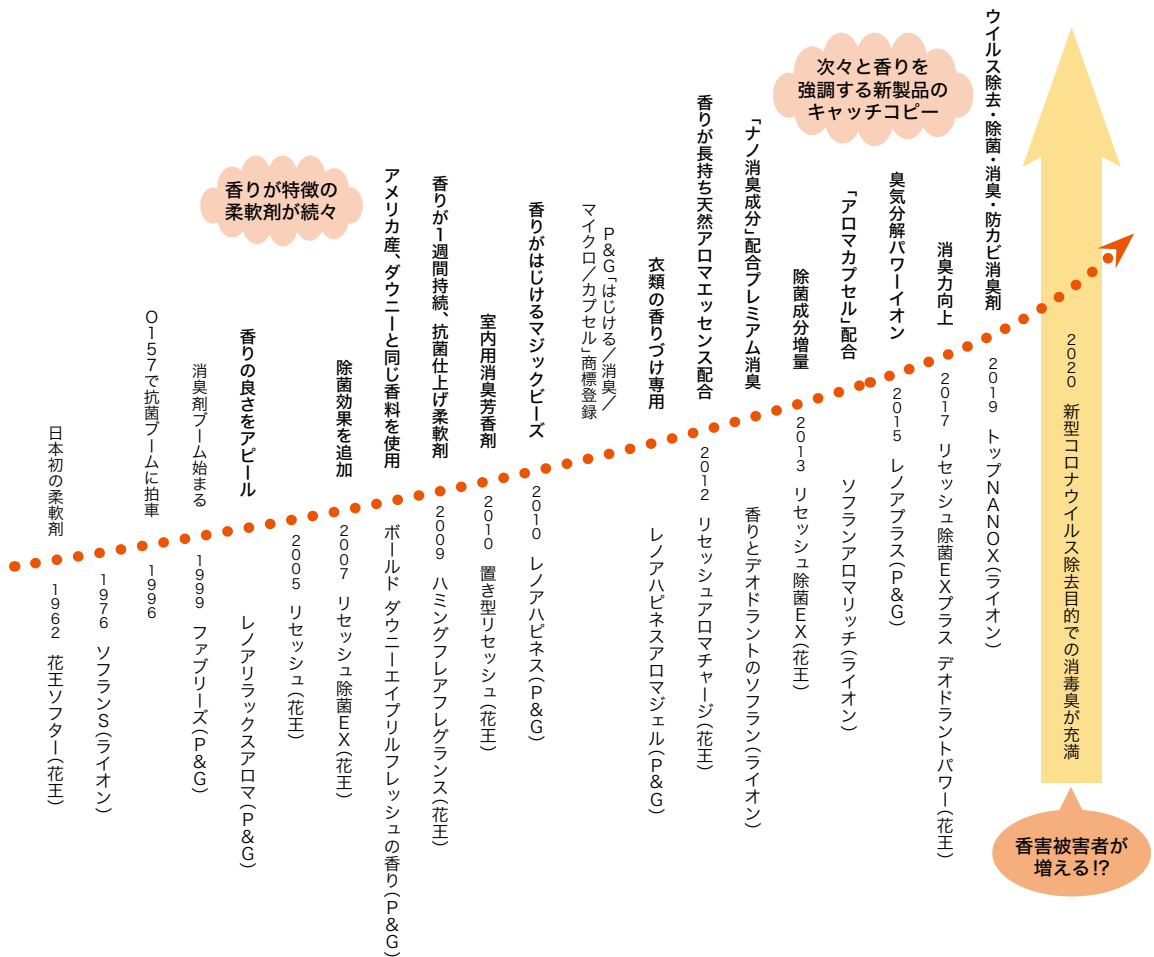 日本初の柔軟剤
1962 花王ソフター(花王)
1976 ソフランS(ライオン)
O157で抗菌ブームに拍車
1996
消臭剤ブーム始まる
1999 ファブリーズ(P&G)
香りが特徴の
柔軟剤が続々
香りの良さをアピール
レノアリラックスアロマ(P&G)
2005 リセッシュ(花王)
除菌効果を追加
2007 リセッシュ除菌EX(花王)
アメリカ産、ダウニーと同じ香料を使用
ボールド ダウニーエイプリルフレッシュの香り(P&G)
香りが1週間持続、抗菌仕上げ柔軟剤
2009 ハミングフレアフレグランス(花王)
室内用消臭芳香剤
2010 置き型リセッシュ(花王)
香りがはじけるマジックビーズ
2010 レノアハピネス(P&G)
P&G「はじける/消臭/
マイクロ/カプセル」商標登録
衣類の香りづけ専用
レノアハピネスアロマジェル(P&G)
香りが長持ち天然アロマエッセンス配合
2012 リセッシュアロマチャージ(花王)
「ナノ消臭成分」配合プレミアム消臭
香りとデオドラントのソフラン(ライオン)
次々と香りを
強調する新製品の
キャッチコピー
除菌成分増量
2013 リセッシュ除菌EX(花王)
「アロマカプセル」配合
ソフランアロマリッチ(ライオン)
臭気分解パワーイオン
2015 レノアプラス(P&G)
消臭力向上
2017 リセッシュ除菌EXプラス デオドラントパワー(花王)
ウイルス除去・除菌・消臭・防カビ消臭剤
2019 トップNANOX(ライオン)
2020 新型コロナウイルス除去目的での消毒臭が充満
香害被害者が
増える!?